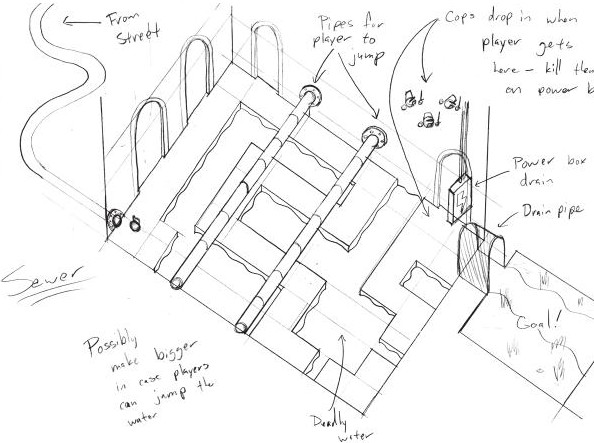 From
Street
Pipes for
player to
jump
Cops drop in when
player gets
here - kill them
on power b
Power box
drain
Drain pipe
Goal!
Sewer
Possibly
make bigger
in case players
can jump the
water
Deadly
water